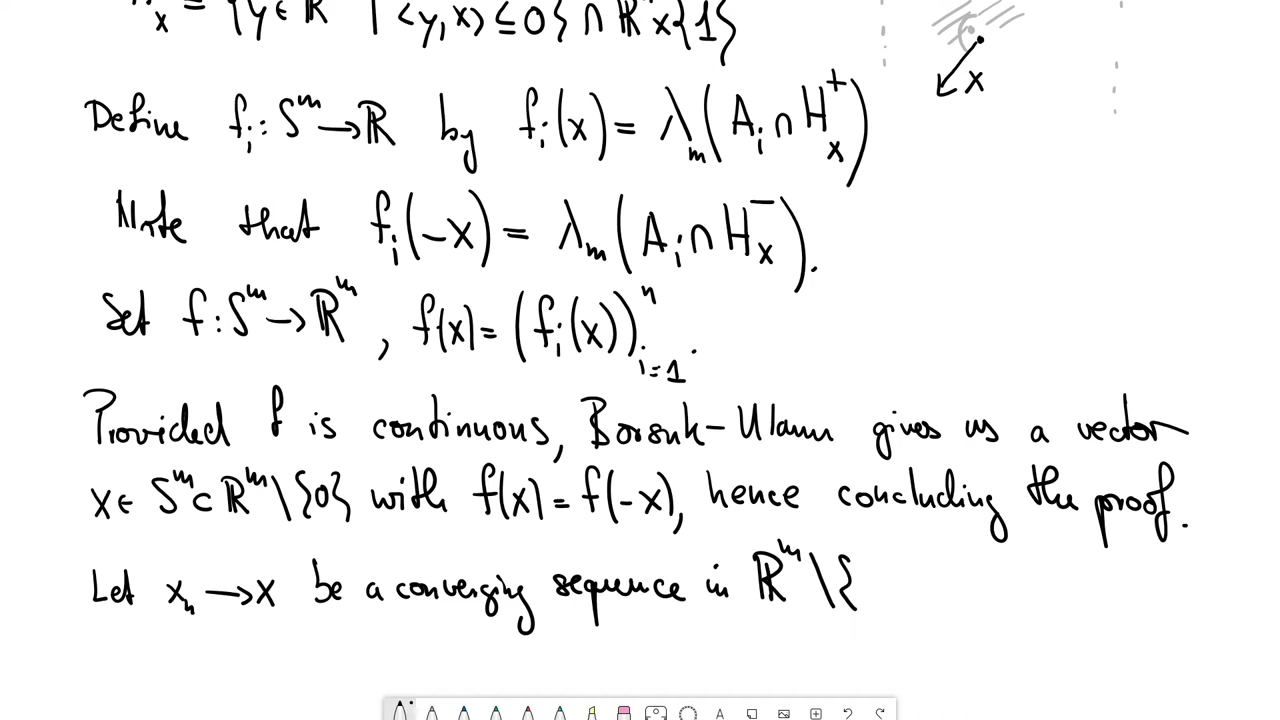 x = {y ∈ ℝ | <y,x> ≤ 0} ∩ ℝ x{1}
x
Define f_i : S^m → ℝ by f_i(x) = λ_m(A_i ∩ H_x^+)
Note that f_i(-x) = λ_m(A_i ∩ H_x^-).
Set f : S^m → ℝ^m, f(x) = (f_i(x))_{i=1}^n.
Provided f is continuous, Borsuk-Ulam gives us a vector
x ∈ S^m ⊂ ℝ^m \ {0} with f(x) = f(-x), hence concluding the proof.
Let x_n → x be a converging sequence in ℝ^m \ {